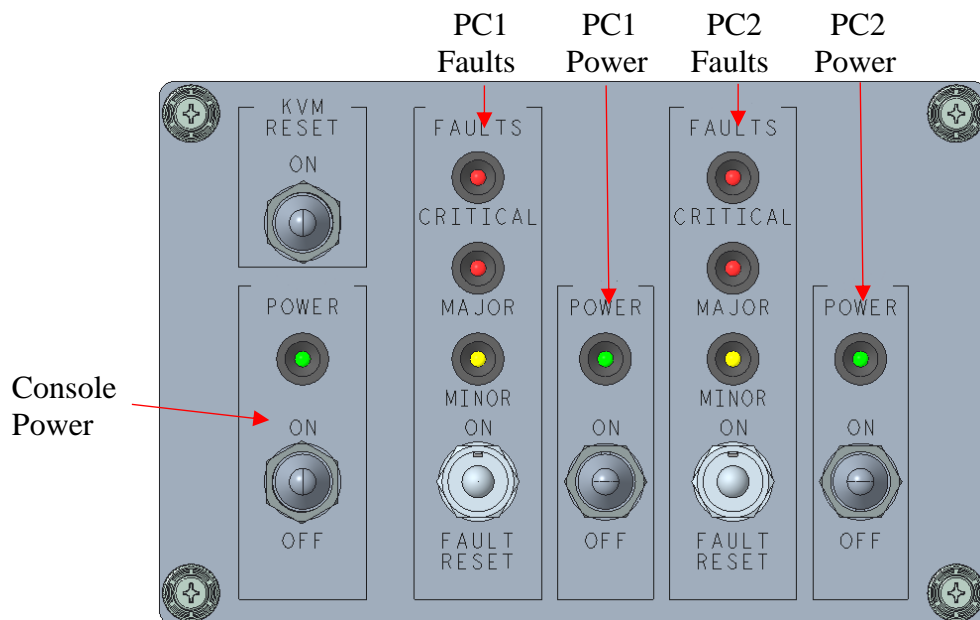 PC1
Faults
PC1
Power
PC2
Faults
PC2
Power
KVM
RESET
ON
POWER
ON
OFF
Console
Power
FAULTS
CRITICAL
MAJOR
MINOR
ON
FAULT
RESET
POWER
ON
OFF
FAULTS
CRITICAL
MAJOR
MINOR
ON
FAULT
RESET
POWER
ON
OFF